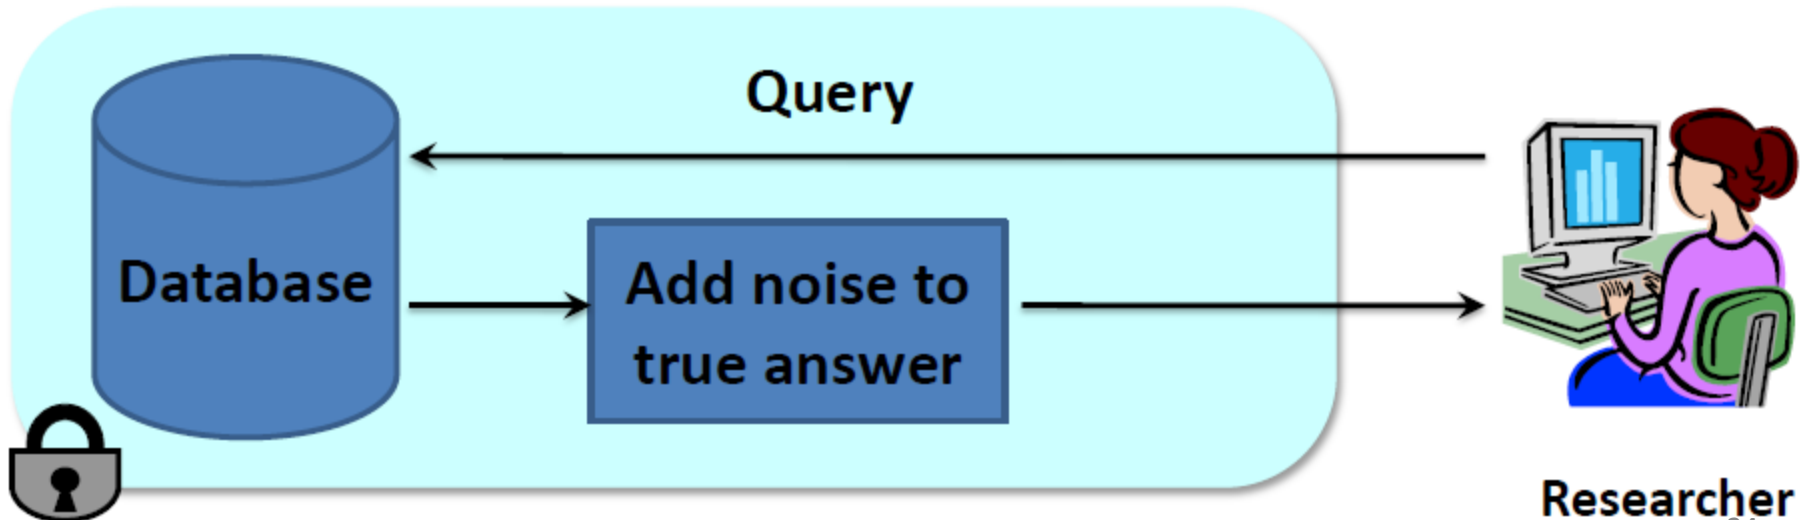 Query
Database
Add noise to
true answer
Researcher